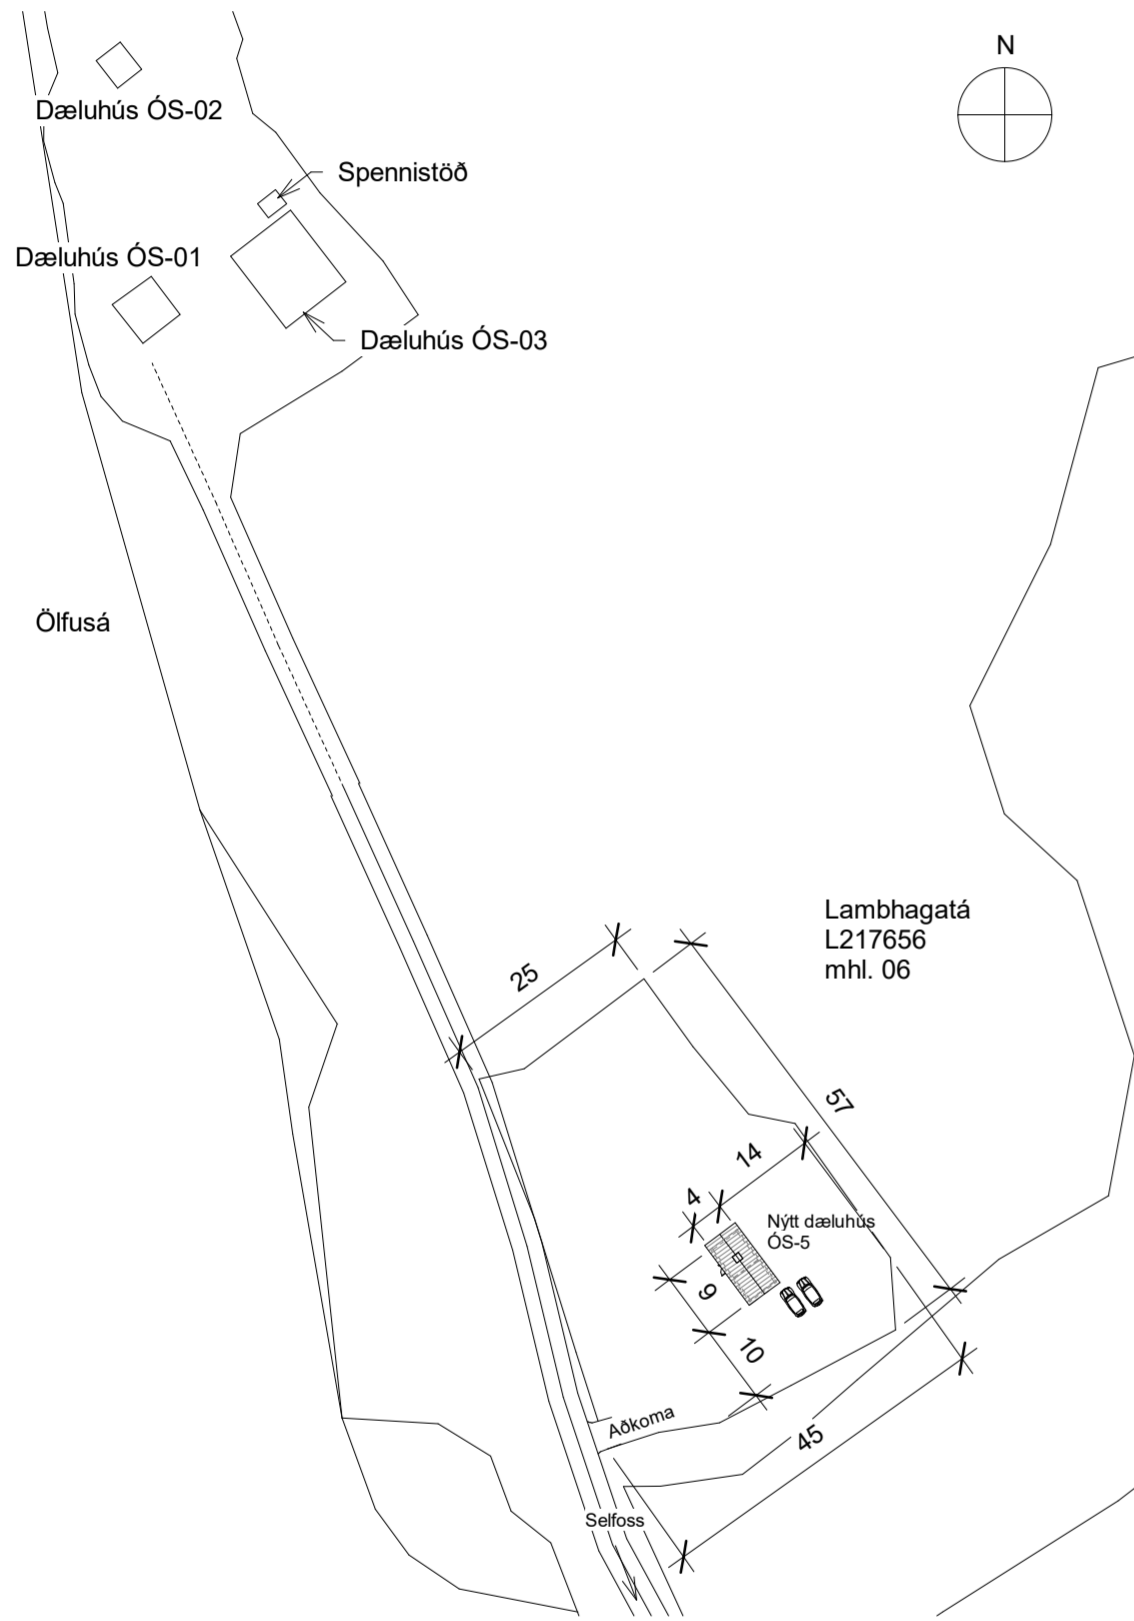 N
Dæluhús ÓS-02
Spennistöð
Dæluhús ÓS-01
Dæluhús ÓS-03
Ölfusá
Lambhagatá
L217656
mhl. 06
25
57
14
4
Nýtt dæluhús
ÓS-5
9
10
Aðkoma
45
Selfoss